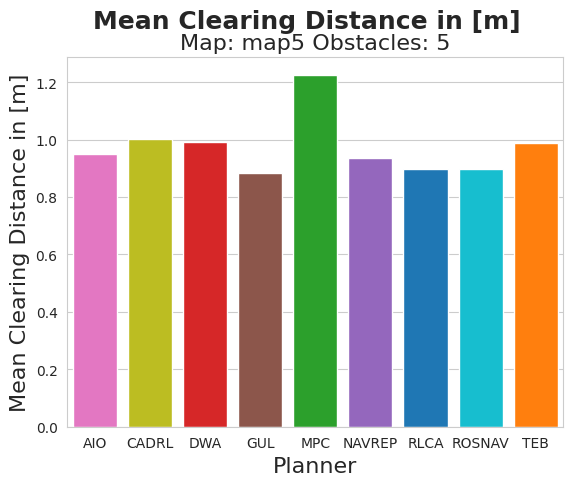 Mean Clearing Distance in [m]
Map: map5 Obstacles: 5
Mean Clearing Distance in [m]
1.2
1.0
0.8
0.6
0.4
0.2
0.0
AIO CADRL DWA GUL MPC NAVREP RLCA ROSNAV TEB
Planner